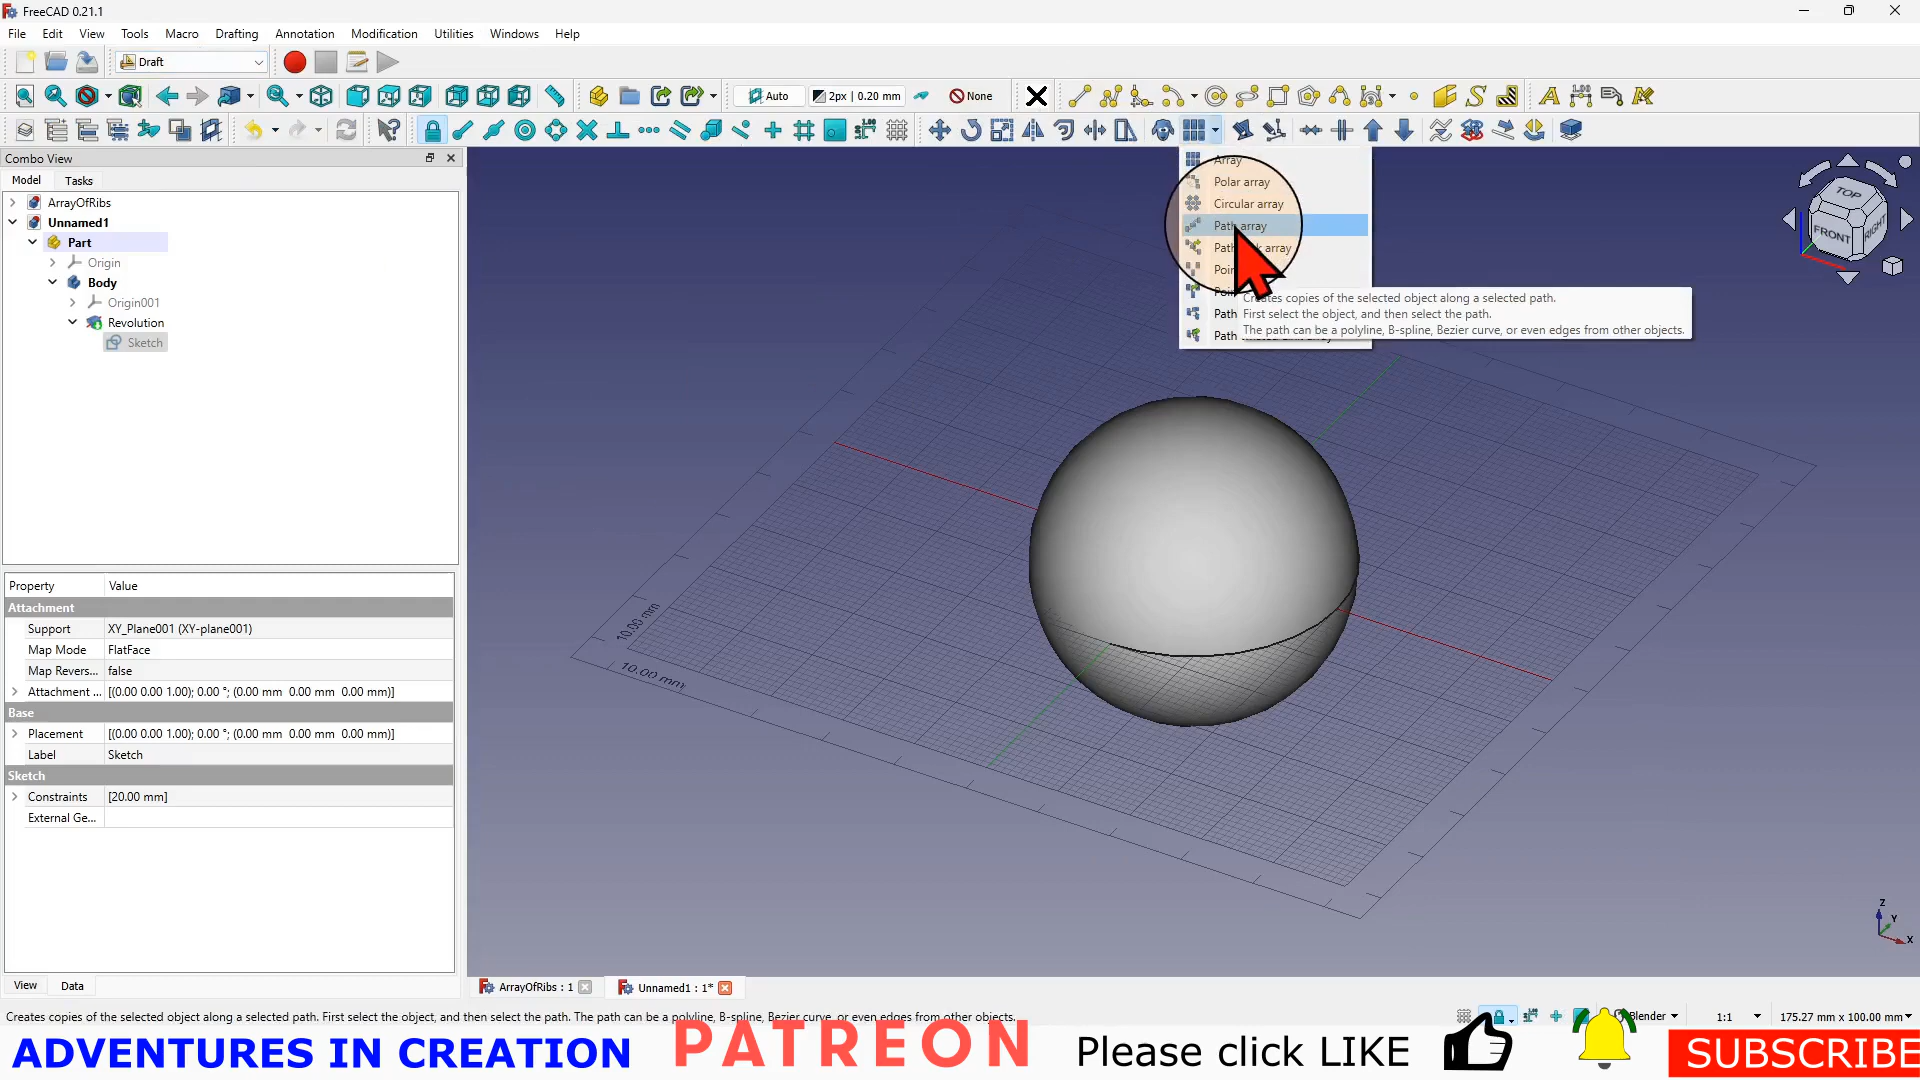 FreeCAD 0.21.1
File Edit View Tools Macro Drafting Annotation Modification Utilities Windows Help
Draft
Auto 2px | 0.20 mm None
Combo View
Model Tasks
ArrayOfRibs
Unnamed1
Part
Origin
Body
Origin001
Revolution
Sketch
Array
Polar array
Circular array
Path array
Creates copies of the selected object along a selected path.
First select the object, and then select the path.
The path can be a polyline, B-spline, Bezier curve, or even edges from other objects.
TOP
FRONT
RIGHT
10.00 mm
10.00 mm
Property Value
Attachment
Support XY_Plane001 (XY-plane001)
Map Mode FlatFace
Map Revers... false
Attachment ... [(0.00 0.00 1.00); 0.00 °; (0.00 mm 0.00 mm 0.00 mm)]
Base
Placement [(0.00 0.00 1.00); 0.00 °; (0.00 mm 0.00 mm 0.00 mm)]
Label Sketch
Sketch
Constraints [20.00 mm]
External Ge...
Z
Y
X
View Data
ArrayOfRibs : 1 Unnamed1 : 1*
Creates copies of the selected object along a selected path. First select the object, and then select the path. The path can be a polyline, B-spline, Bezier curve, or even edges from other objects.
Blender 1:1 175.27 mm x 100.00 mm
ADVENTURES IN CREATION PATREON Please click LIKE SUBSCRIBE